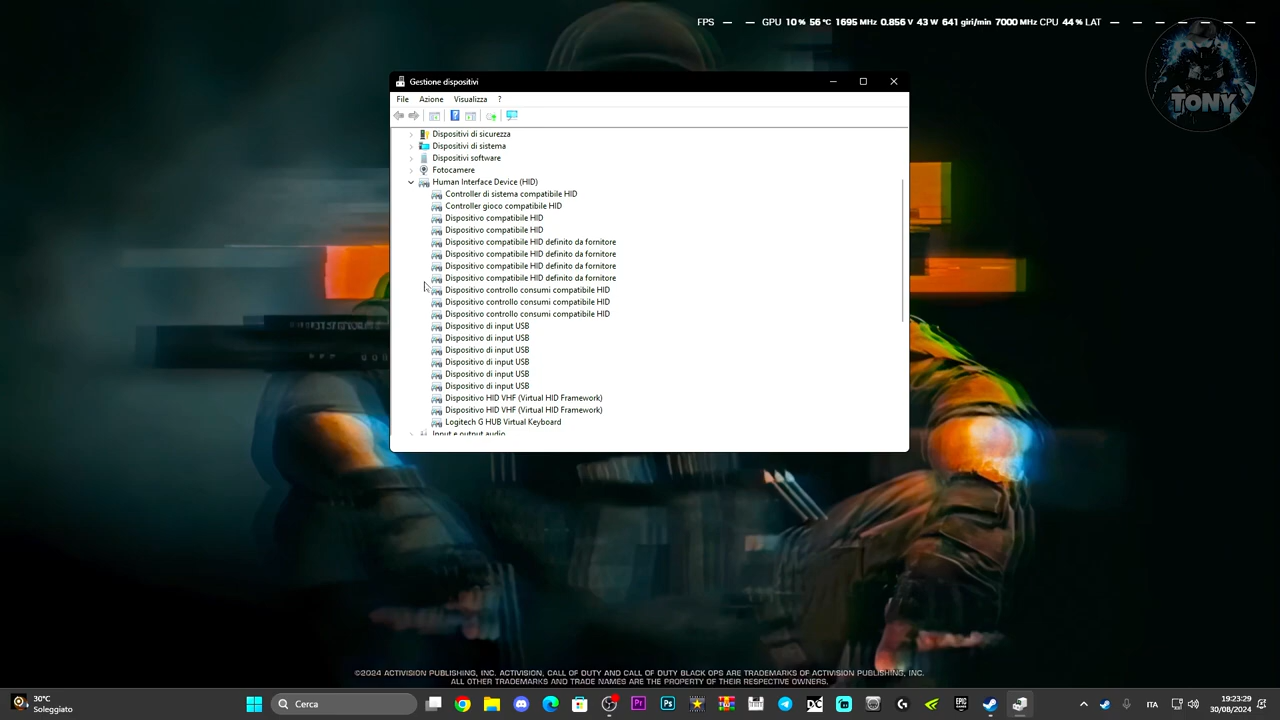 FPS — — GPU 10 % 56 °C 1695 MHz 0.856 V 43 W 641 giri/min 7000 MHz CPU 44 % LAT — — — — — — —
TONY
Gestione dispositivi
File Azione Visualizza ?
Dispositivi di sicurezza
Dispositivi di sistema
Dispositivi software
Fotocamere
Human Interface Device (HID)
Controller di sistema compatibile HID
Controller gioco compatibile HID
Dispositivo compatibile HID
Dispositivo compatibile HID
Dispositivo compatibile HID definito da fornitore
Dispositivo compatibile HID definito da fornitore
Dispositivo compatibile HID definito da fornitore
Dispositivo compatibile HID definito da fornitore
Dispositivo controllo consumi compatibile HID
Dispositivo controllo consumi compatibile HID
Dispositivo controllo consumi compatibile HID
Dispositivo di input USB
Dispositivo di input USB
Dispositivo di input USB
Dispositivo di input USB
Dispositivo di input USB
Dispositivo di input USB
Dispositivo HID VHF (Virtual HID Framework)
Dispositivo HID VHF (Virtual HID Framework)
Logitech G HUB Virtual Keyboard
Input e output audio
©2024 ACTIVISION PUBLISHING, INC. ACTIVISION, CALL OF DUTY AND CALL OF DUTY BLACK OPS ARE TRADEMARKS OF ACTIVISION PUBLISHING, INC.
ALL OTHER TRADEMARKS AND TRADE NAMES ARE THE PROPERTY OF THEIR RESPECTIVE OWNERS.
30°C
Soleggiato
Cerca
ITA
19:23:29
30/08/2024